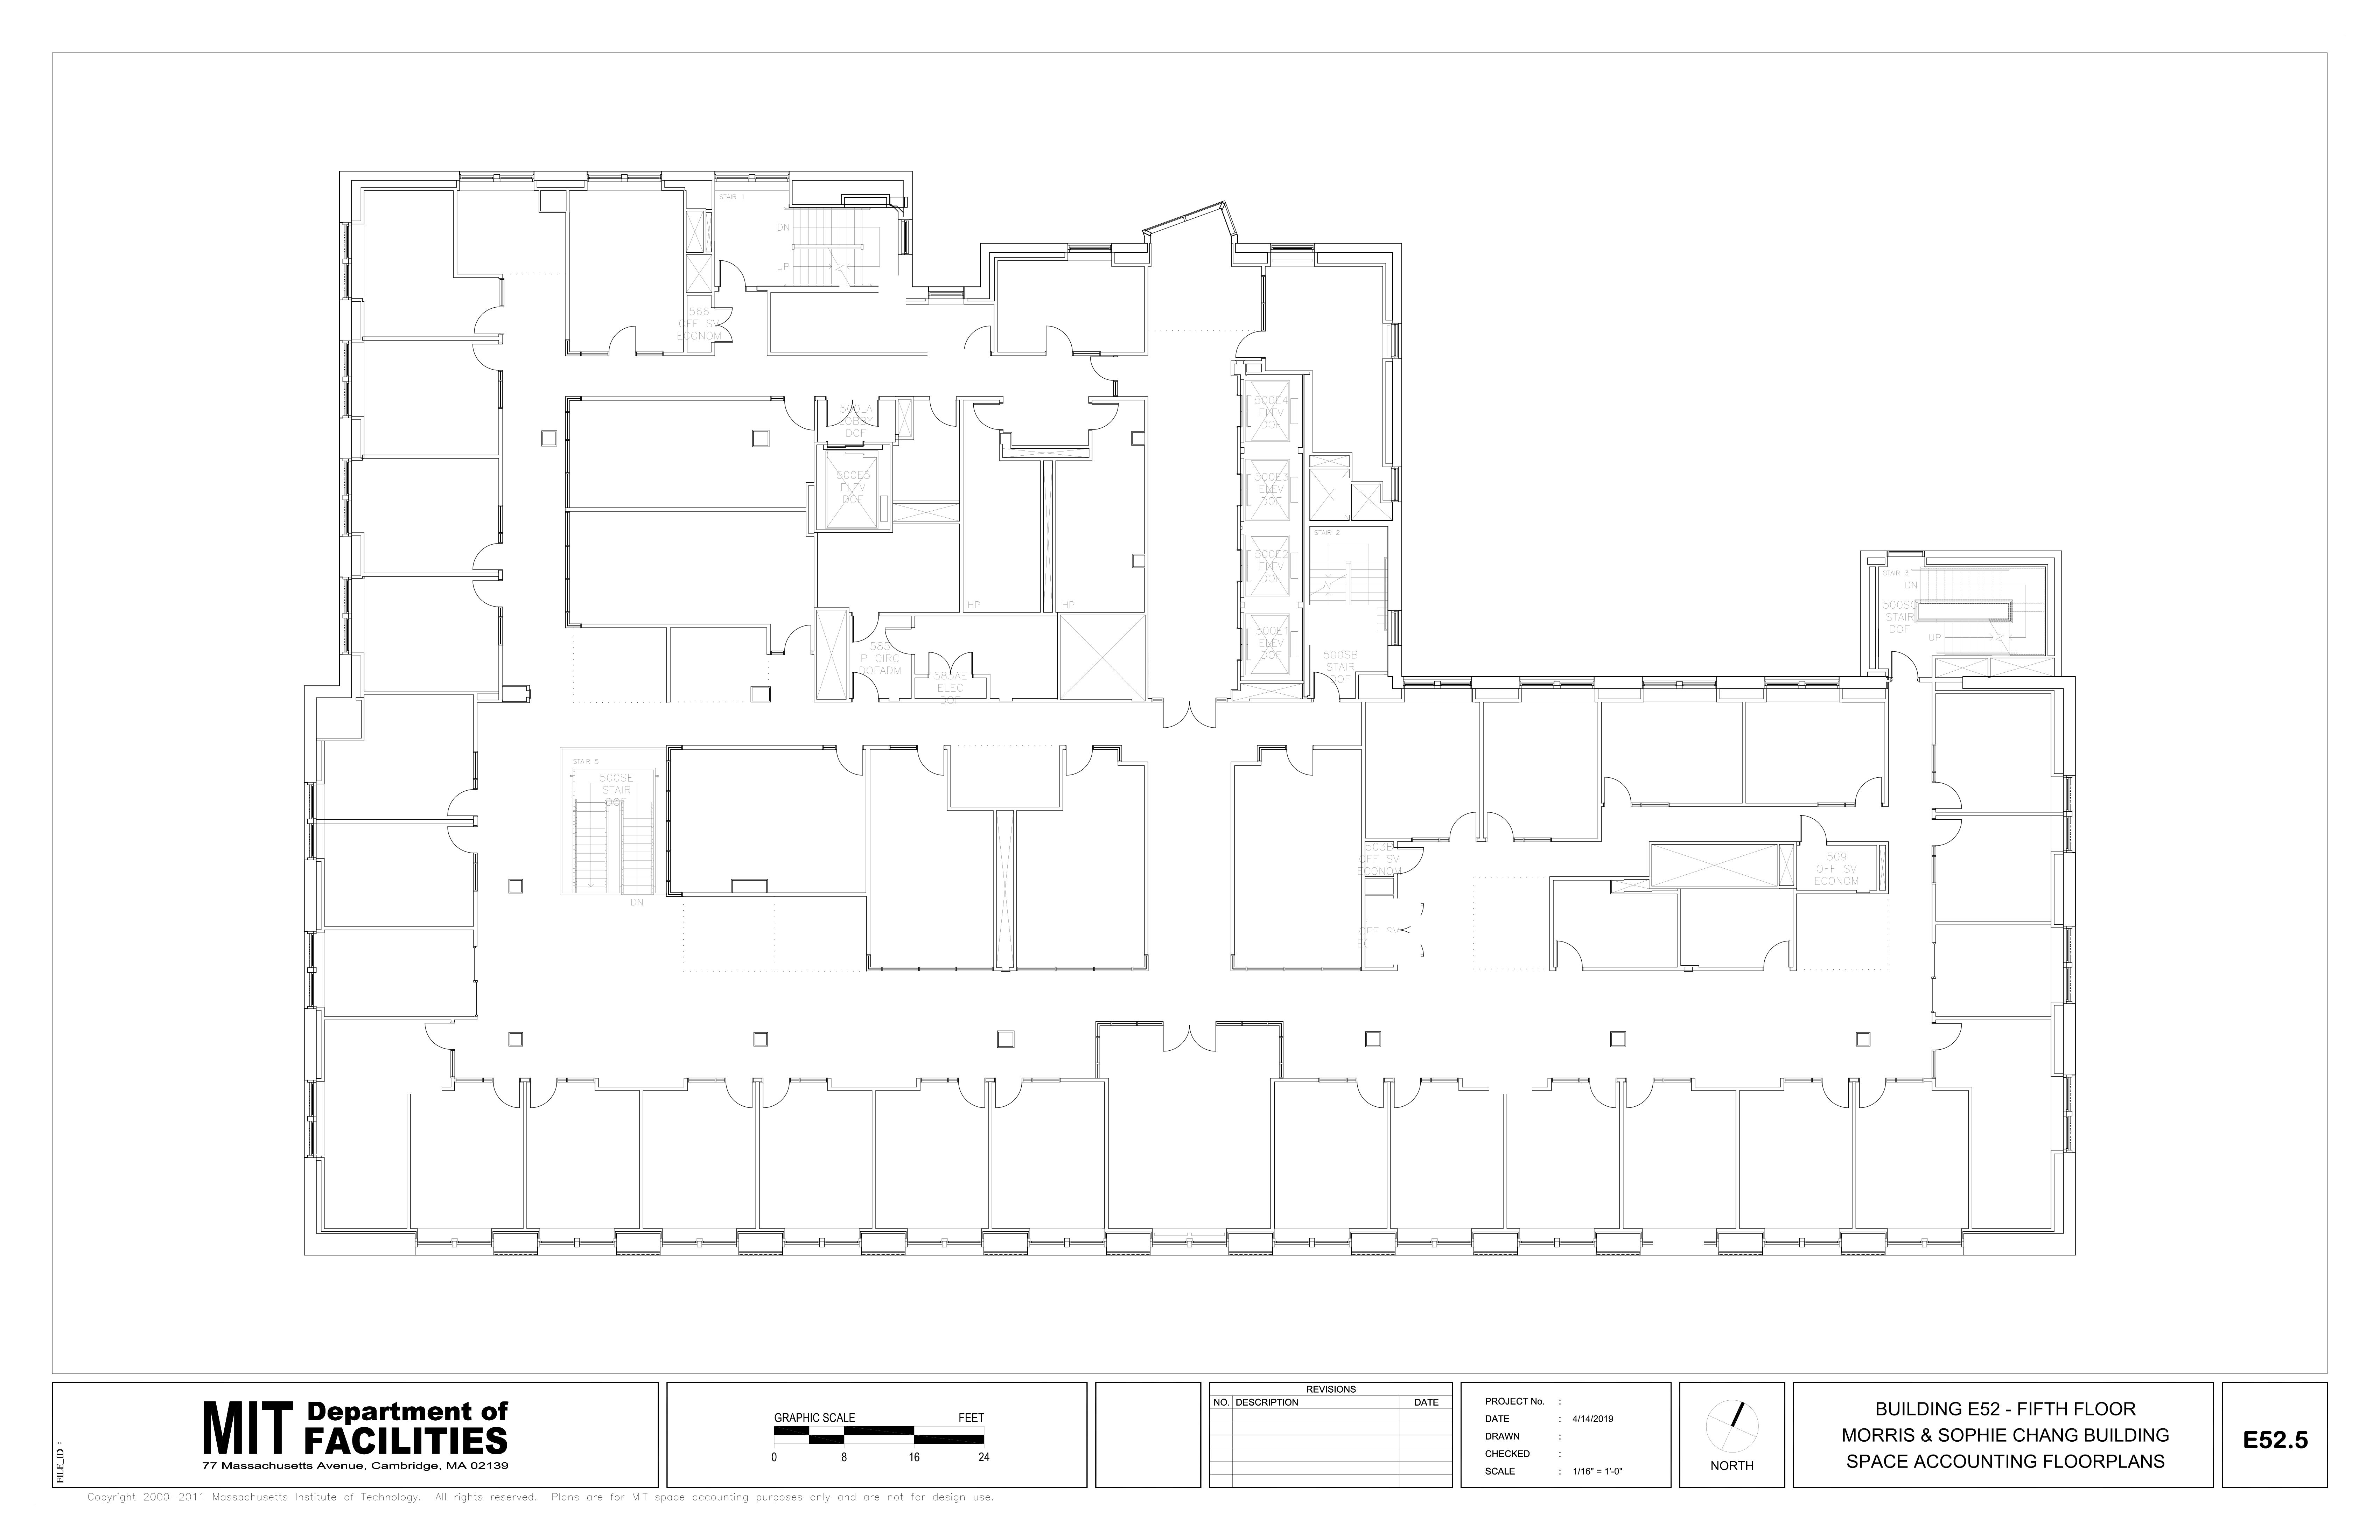 STAIR 1
DN
UP
566
OFF SV
ECONOM
LOBBY
DOF
500E5
ELEV
DOF
500E4
ELEV
DOF
500E3
ELEV
DOF
500E2
ELEV
DOF
500E1
ELEV
DOF
STAIR 2
500SB
STAIR
DOF
HP
HP
585
P CIRC
DOFADM
585AE
ELEC
DOF
STAIR 3
DN
UP
STAIR
DOF
STAIR 5
500SE
STAIR
DOF
DN
503B
OFF SV
ECONOM
OFF SV
509
OFF SV
ECONOM
FILE_ID :
MIT Department of
FACILITIES
77 Massachusetts Avenue, Cambridge, MA 02139
GRAPHIC SCALE FEET
0 8 16 24
REVISIONS
NO. DESCRIPTION DATE
PROJECT No. :
DATE : 4/14/2019
DRAWN :
CHECKED :
SCALE : 1/16" = 1'-0"
NORTH
BUILDING E52 - FIFTH FLOOR
MORRIS & SOPHIE CHANG BUILDING
SPACE ACCOUNTING FLOORPLANS
E52.5
Copyright 2000-2011 Massachusetts Institute of Technology. All rights reserved. Plans are for MIT space accounting purposes only and are not for design use.